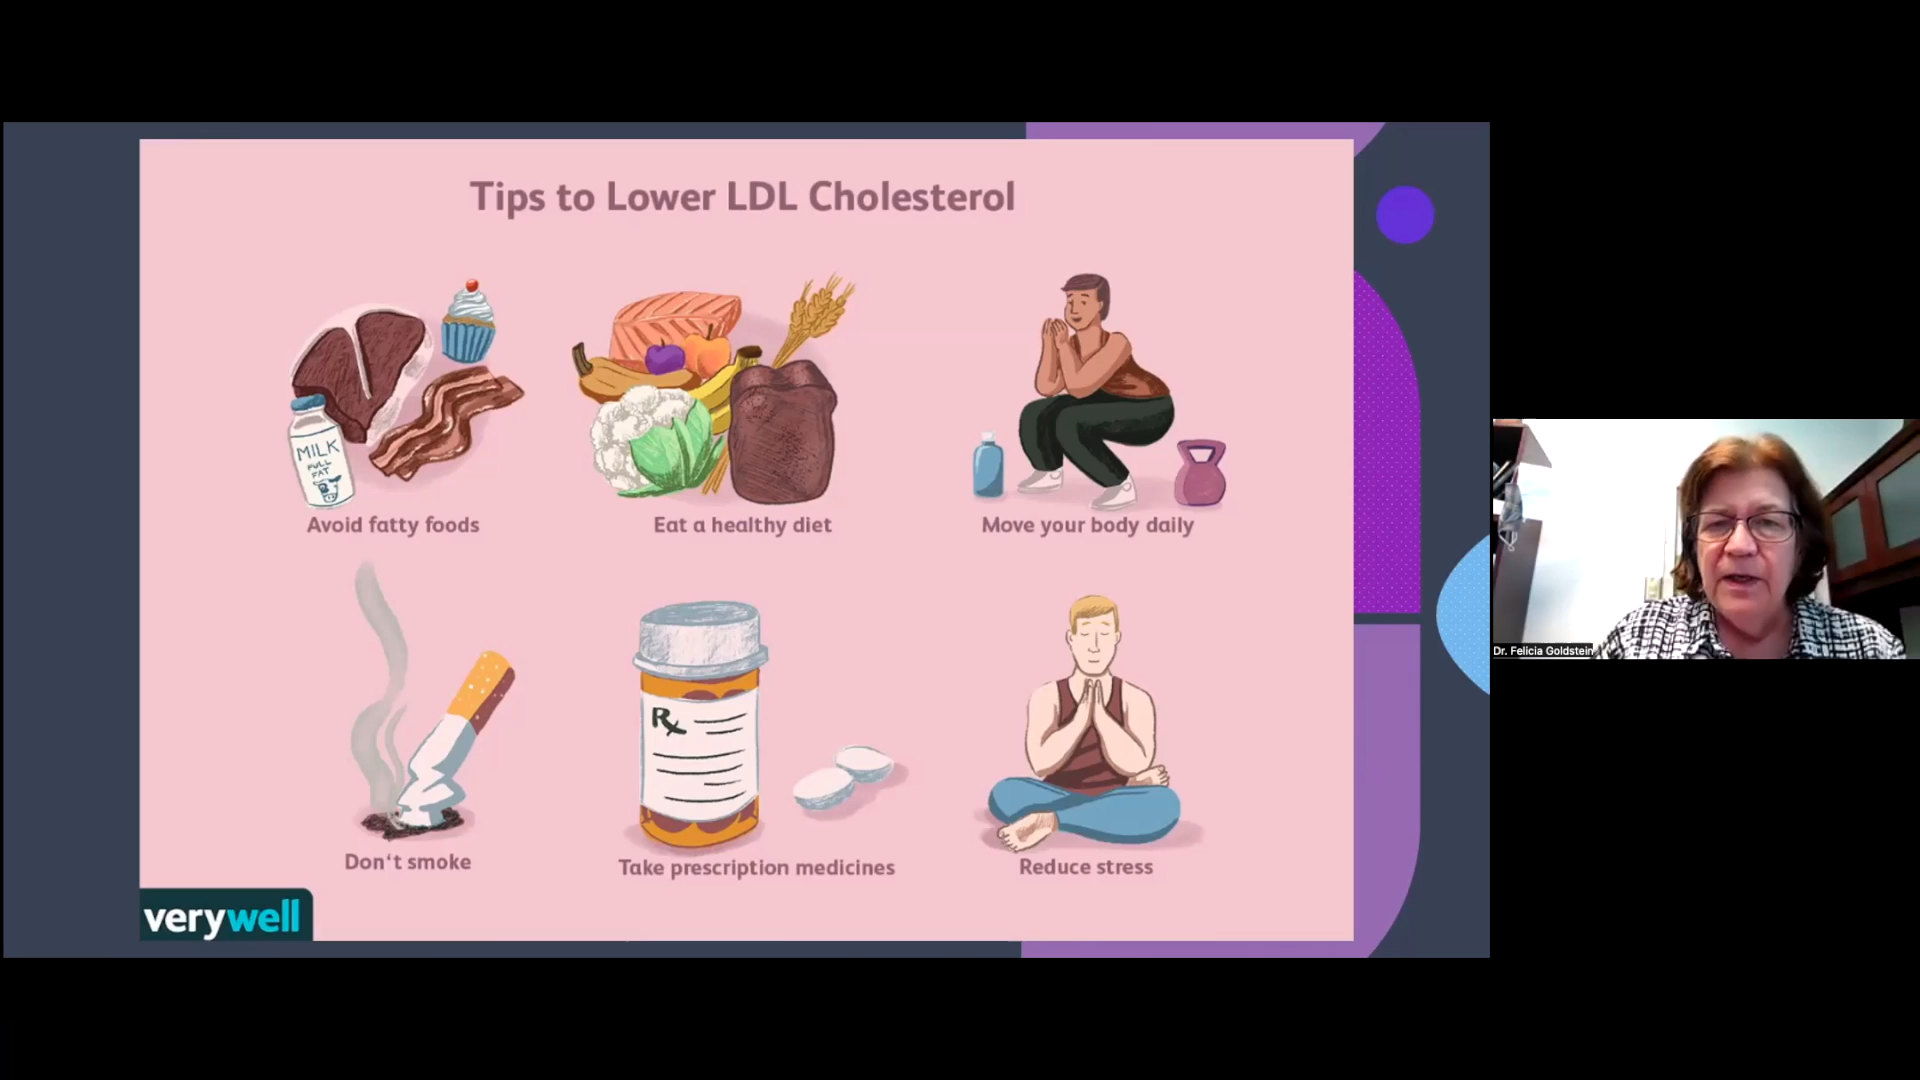 Tips to Lower LDL Cholesterol
MILK
FULL
FAT
Avoid fatty foods
Eat a healthy diet
Move your body daily
Rx
Don't smoke
Take prescription medicines
Reduce stress
verywell
Dr. Felicia Goldstein